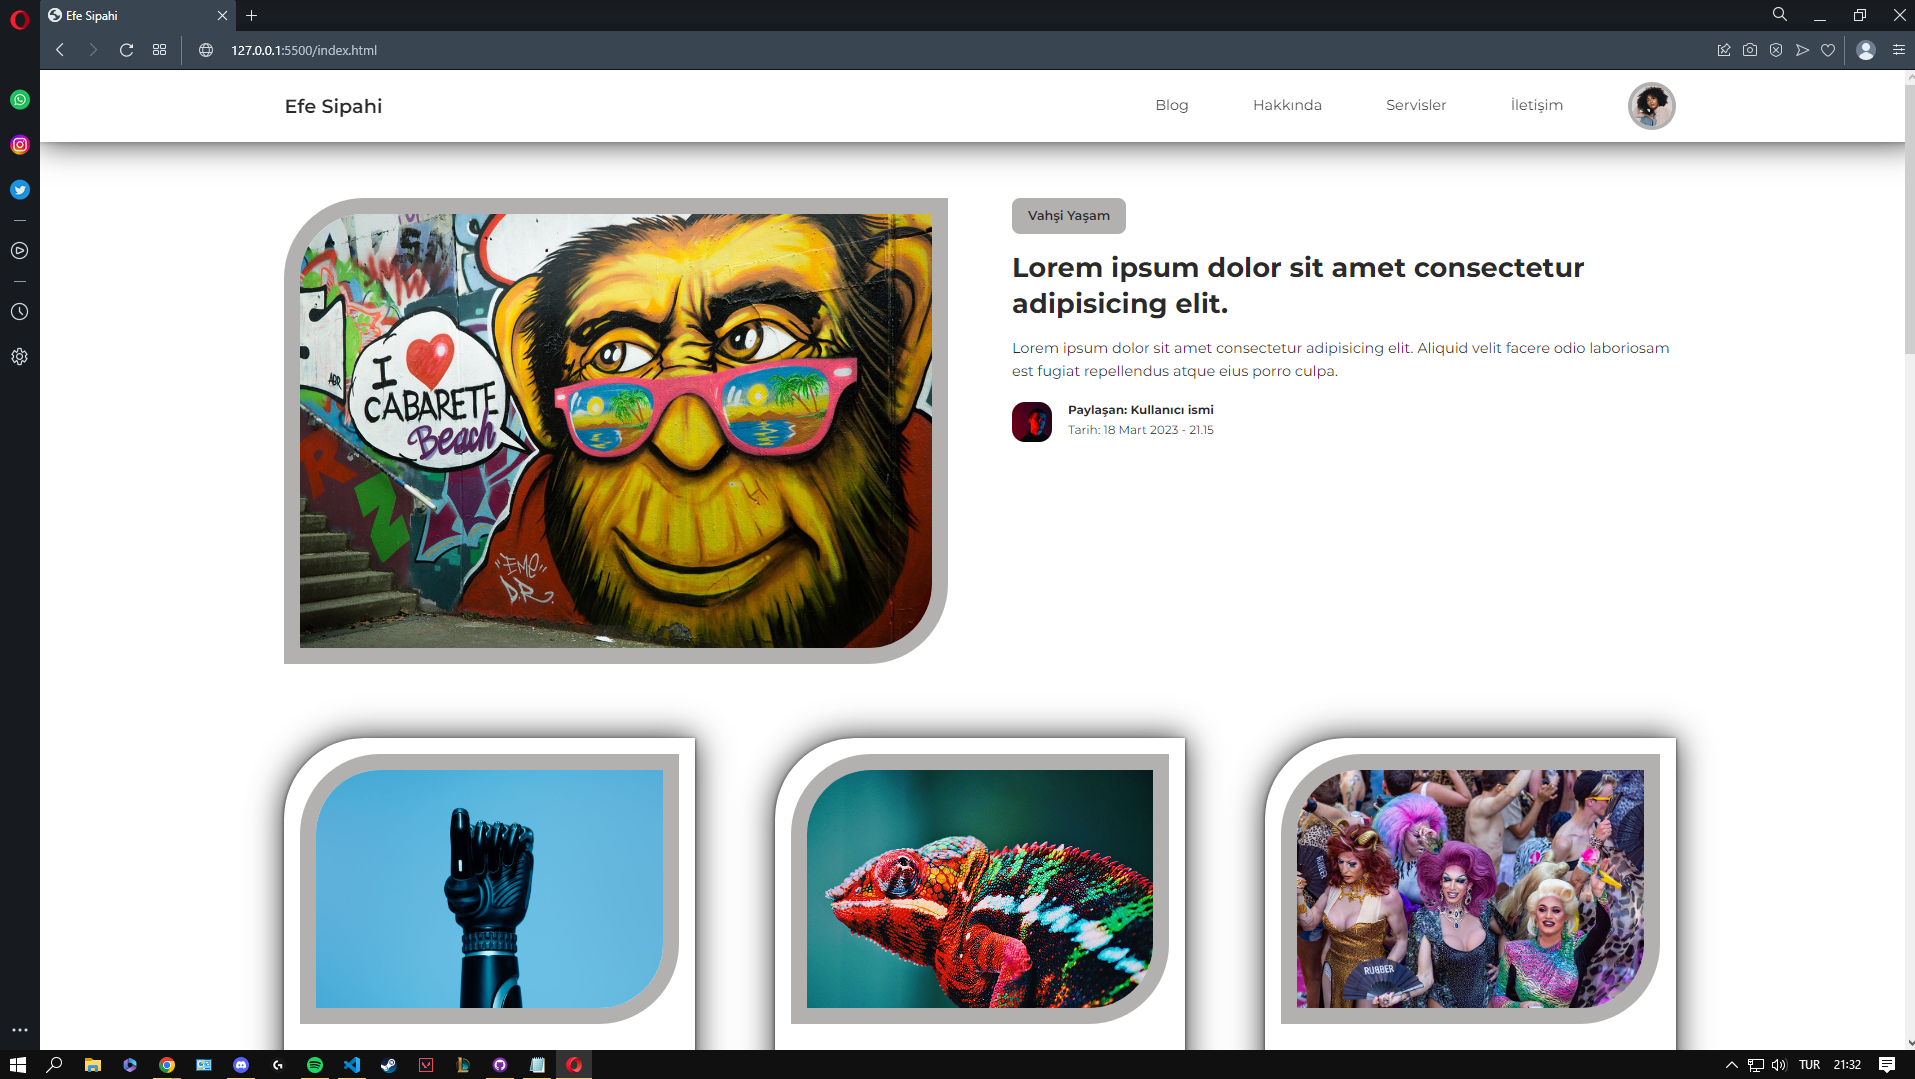 Efe Sipahi
127.0.0.1:5500/index.html
Efe Sipahi
Blog
Hakkında
Servisler
İletişim
I
CABARETE
Beach
"EME"
D.R.
Vahşi Yaşam
Lorem ipsum dolor sit amet consectetur
adipisicing elit.
Lorem ipsum dolor sit amet consectetur adipisicing elit. Aliquid velit facere odio laboriosam
est fugiat repellendus atque eius porro culpa.
Paylaşan: Kullanıcı ismi
Tarih: 18 Mart 2023 - 21.15
RUBBER
TUR
21:32